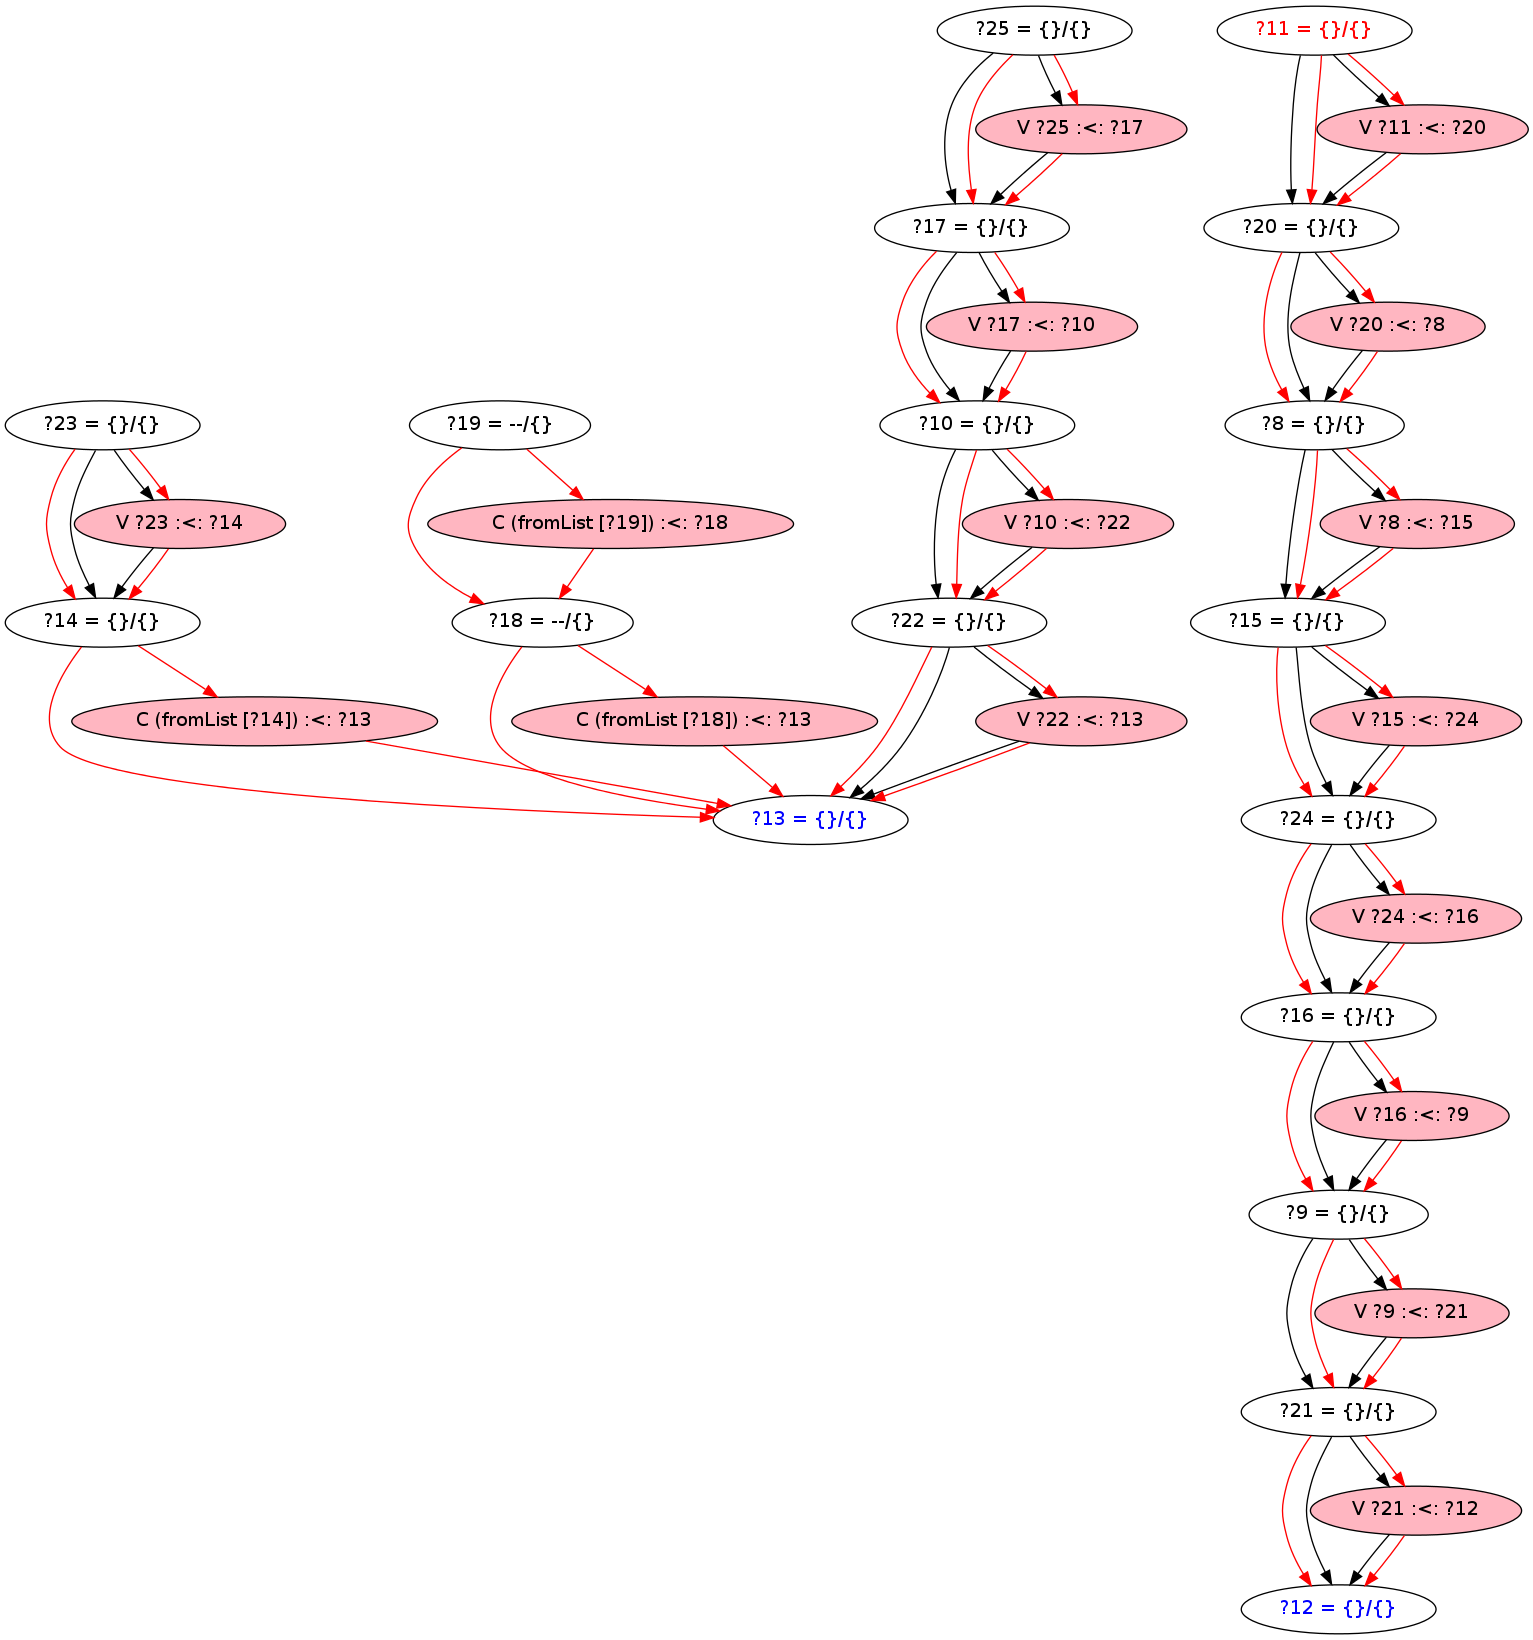 ?25 = {}/{}
?11 = {}/{}
V ?25 :<: ?17
V ?11 :<: ?20
?17 = {}/{}
?20 = {}/{}
V ?17 :<: ?10
V ?20 :<: ?8
?23 = {}/{}
?19 = --/{}
?10 = {}/{}
?8 = {}/{}
V ?23 :<: ?14
C (fromList [?19]) :<: ?18
V ?10 :<: ?22
V ?8 :<: ?15
?14 = {}/{}
?18 = --/{}
?22 = {}/{}
?15 = {}/{}
C (fromList [?14]) :<: ?13
C (fromList [?18]) :<: ?13
V ?22 :<: ?13
V ?15 :<: ?24
?13 = {}/{}
?24 = {}/{}
V ?24 :<: ?16
?16 = {}/{}
V ?16 :<: ?9
?9 = {}/{}
V ?9 :<: ?21
?21 = {}/{}
V ?21 :<: ?12
?12 = {}/{}